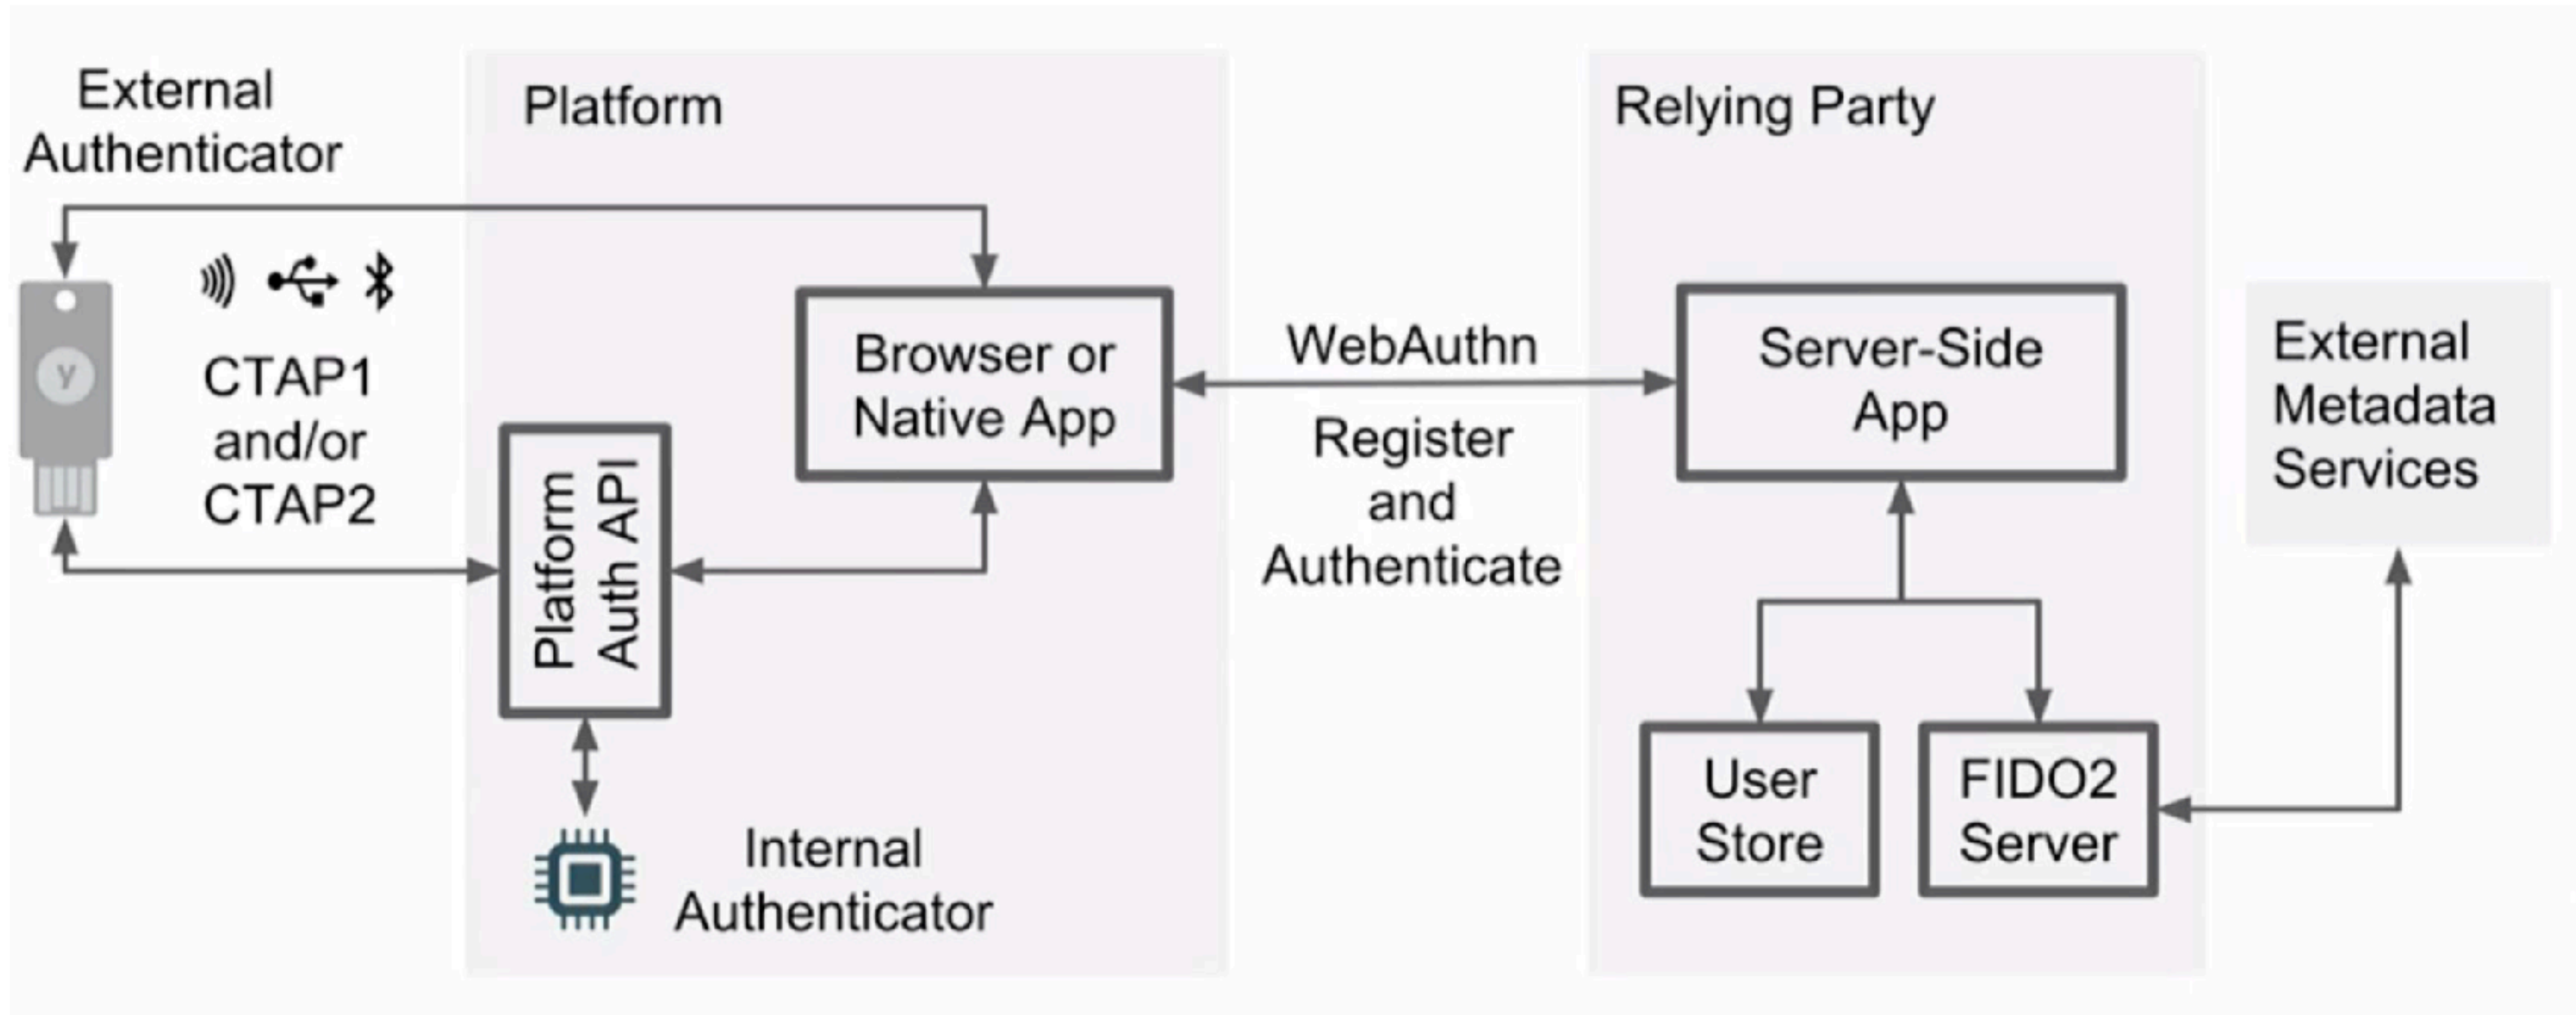 External
Authenticator
Platform
Relying Party
CTAP1
and/or
CTAP2
Y
Platform
Auth API
Browser or
Native App
WebAuthn
Register
and
Authenticate
Server-Side
App
External
Metadata
Services
Internal
Authenticator
User
Store
FIDO2
Server